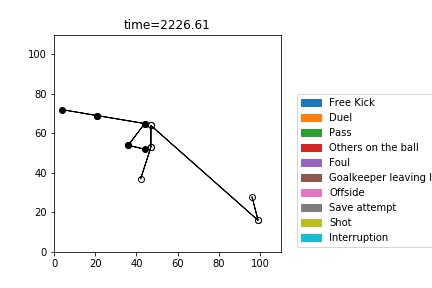 time=2226.61
100
80
60
40
20
0
0 20 40 60 80 100
Free Kick
Duel
Pass
Others on the ball
Foul
Goalkeeper leaving l
Offside
Save attempt
Shot
Interruption